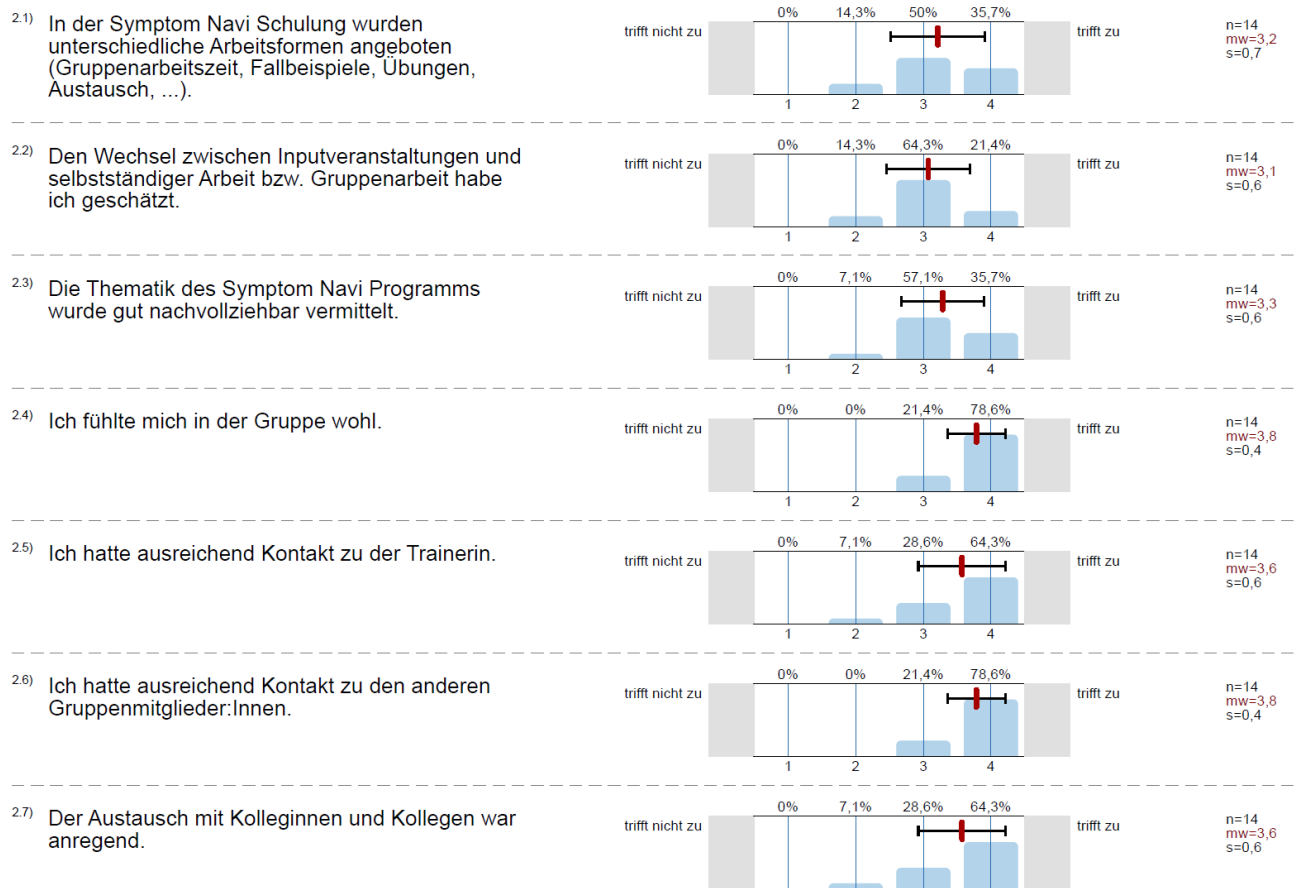 2.1) In der Symptom Navi Schulung wurden
unterschiedliche Arbeitsformen angeboten
(Gruppenarbeitszeit, Fallbeispiele, Übungen,
Austausch, ...).
trifft nicht zu
0% 14,3% 50% 35,7%
1 2 3 4
trifft zu
n=14
mw=3,2
s=0,7
2.2) Den Wechsel zwischen Inputveranstaltungen und
selbstständiger Arbeit bzw. Gruppenarbeit habe
ich geschätzt.
trifft nicht zu
0% 14,3% 64,3% 21,4%
1 2 3 4
trifft zu
n=14
mw=3,1
s=0,6
2.3) Die Thematik des Symptom Navi Programms
wurde gut nachvollziehbar vermittelt.
trifft nicht zu
0% 7,1% 57,1% 35,7%
1 2 3 4
trifft zu
n=14
mw=3,3
s=0,6
2.4) Ich fühlte mich in der Gruppe wohl.
trifft nicht zu
0% 0% 21,4% 78,6%
1 2 3 4
trifft zu
n=14
mw=3,8
s=0,4
2.5) Ich hatte ausreichend Kontakt zu der Trainerin.
trifft nicht zu
0% 7,1% 28,6% 64,3%
1 2 3 4
trifft zu
n=14
mw=3,6
s=0,6
2.6) Ich hatte ausreichend Kontakt zu den anderen
Gruppenmitglieder:Innen.
trifft nicht zu
0% 0% 21,4% 78,6%
1 2 3 4
trifft zu
n=14
mw=3,8
s=0,4
2.7) Der Austausch mit Kolleginnen und Kollegen war
anregend.
trifft nicht zu
0% 7,1% 28,6% 64,3%
trifft zu
n=14
mw=3,6
s=0,6